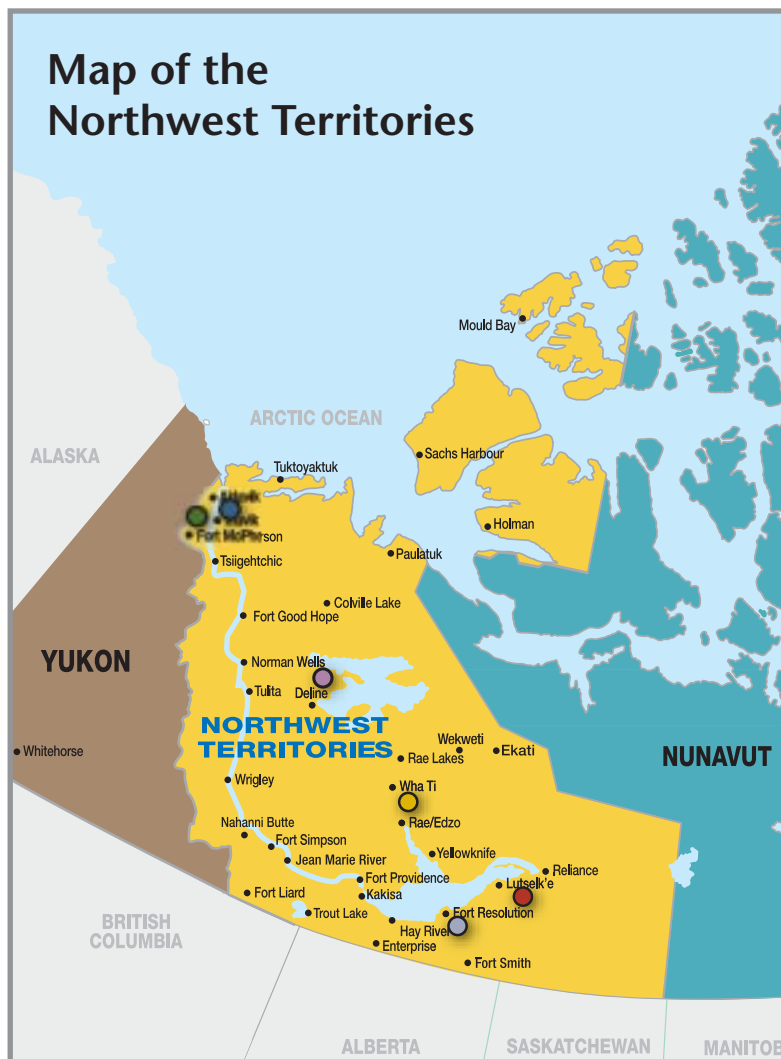 Map of the
Northwest Territories
Mould Bay
ARCTIC OCEAN
ALASKA
Sachs Harbour
Tuktoyaktuk
Holman
Fort McPherson
Paulatuk
Tsiigehtchic
Colville Lake
Fort Good Hope
YUKON
Norman Wells
Tulita
Deline
NORTHWEST
TERRITORIES
Wekweti
Ekati
Whitehorse
Rae Lakes
NUNAVUT
Wrigley
Wha Ti
Nahanni Butte
Rae/Edzo
Fort Simpson
Yellowknife
Jean Marie River
Reliance
Fort Providence
Lutselk'e
Fort Liard
Kakisa
Trout Lake
Fort Resolution
BRITISH
COLUMBIA
Hay River
Enterprise
Fort Smith
ALBERTA
SASKATCHEWAN
MANITOB